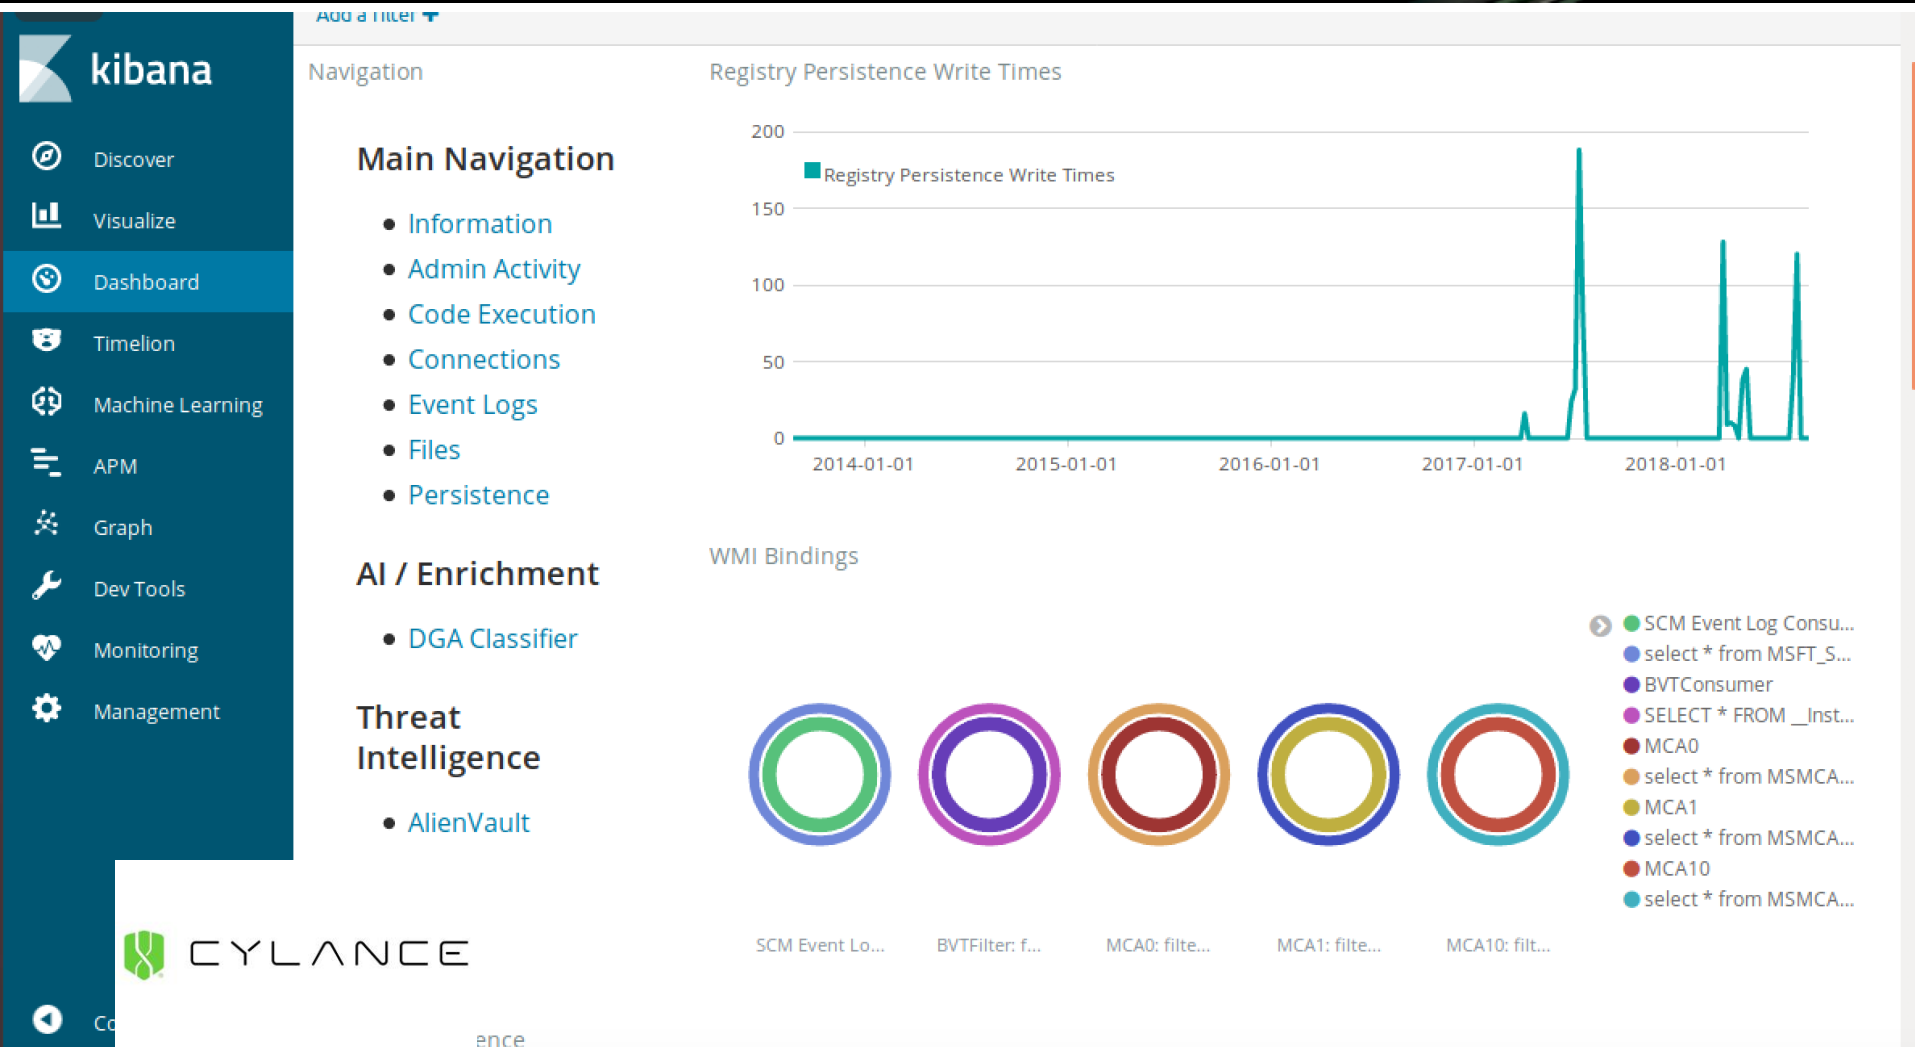 Add a filter +
kibana
Discover
Visualize
Dashboard
Timelion
Machine Learning
APM
Graph
Dev Tools
Monitoring
Management
Co
Navigation
Main Navigation
Information
Admin Activity
Code Execution
Connections
Event Logs
Files
Persistence
AI / Enrichment
DGA Classifier
Threat
Intelligence
AlienVault
CYLANCE
ence
Registry Persistence Write Times
200
150
100
50
0
Registry Persistence Write Times
2014-01-01 2015-01-01 2016-01-01 2017-01-01 2018-01-01
WMI Bindings
SCM Event Log Consu...
select * from MSFT_S...
BVTConsumer
SELECT * FROM __Inst...
MCA0
select * from MSMCA...
MCA1
select * from MSMCA...
MCA10
select * from MSMCA...
SCM Event Lo... BVTFilter: f... MCA0: filte... MCA1: filte... MCA10: filt...